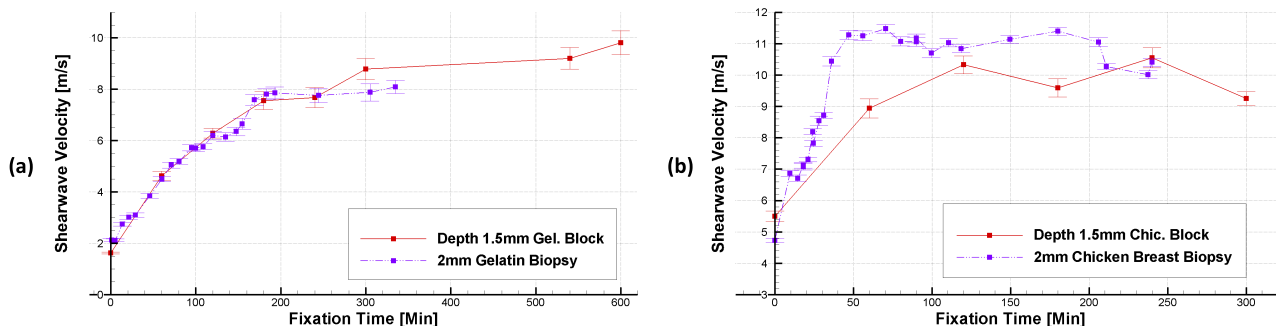 (a)
Shearwave Velocity [m/s]
10
8
6
4
2
0
0 100 200 300 400 500 600
Fixation Time [Min]
Depth 1.5mm Gel. Block
2mm Gelatin Biopsy
(b)
Shearwave Velocity [m/s]
12
11
10
9
8
7
6
5
4
3
0 50 100 150 200 250 300
Fixation Time [Min]
Depth 1.5mm Chic. Block
2mm Chicken Breast Biopsy